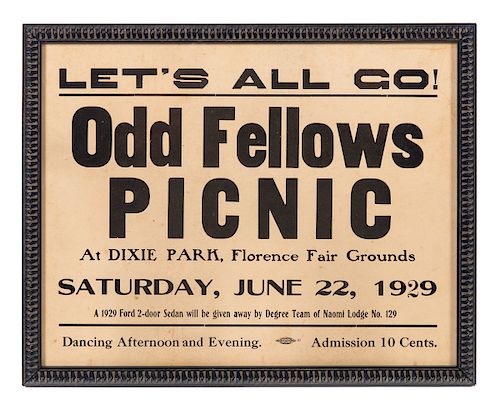 LET'S ALL GO!
Odd Fellows
PICNIC
At DIXIE PARK, Florence Fair Grounds
SATURDAY, JUNE 22, 1929
A 1929 Ford 2-door Sedan will be given away by Degree Team of Naomi Lodge No. 129
Dancing Afternoon and Evening. Admission 10 Cents.